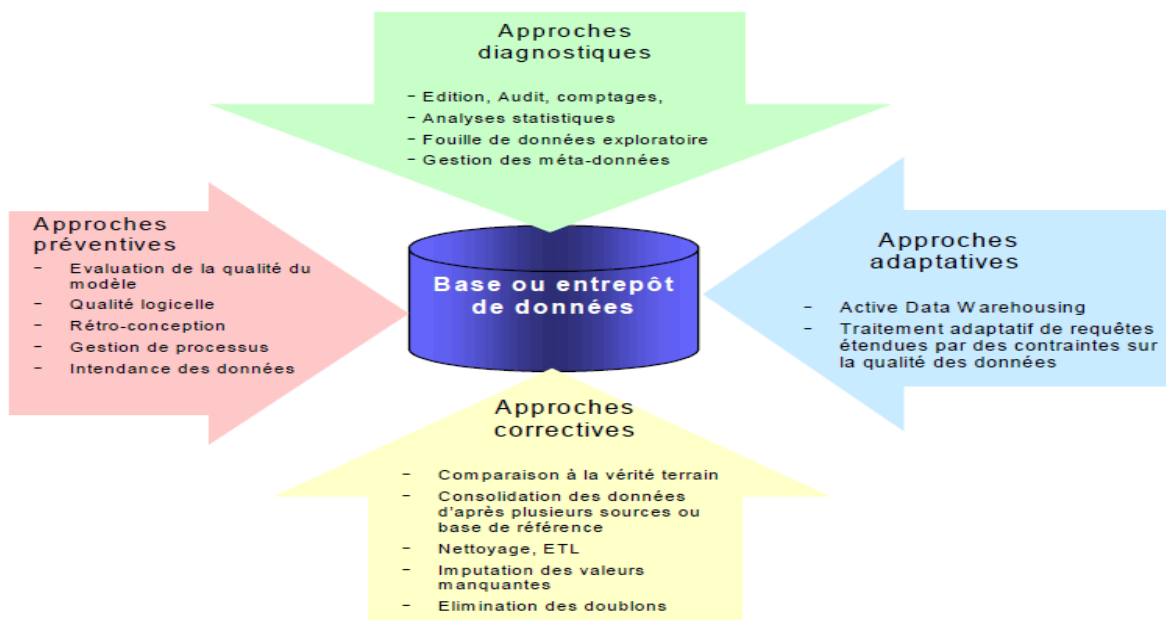 Approches
diagnostiques
- Edition, Audit, comptages,
- Analyses statistiques
- Fouille de données exploratoire
- Gestion des méta-données
Approches
préventives
- Evaluation de la qualité du
modèle
- Qualité logicielle
- Rétro-conception
- Gestion de processus
- Intendance des données
Base ou entrepôt
de données
Approches
adaptatives
- Active Data Warehousing
- Traitement adaptatif de requêtes
étendues par des contraintes sur
la qualité des données
Approches
correctives
- Comparaison à la vérité terrain
- Consolidation des données
d'après plusieurs sources ou
base de référence
- Nettoyage, ETL
- Imputation des valeurs
manquantes
- Elimination des doublons